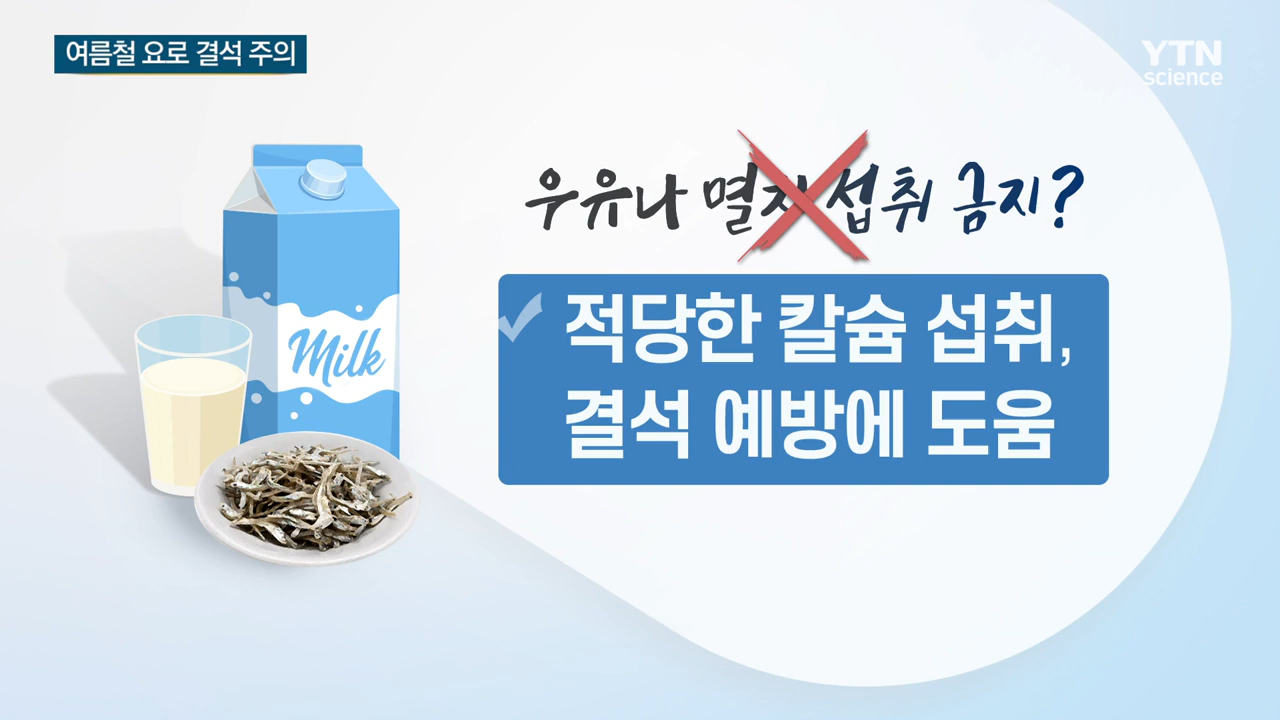 여름철 요로 결석 주의
YTN
science
우유나 멸치 섭취 금지?
적당한 칼슘 섭취,
결석 예방에 도움
Milk